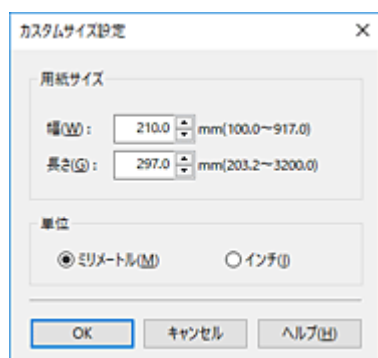 カスタムサイズ設定
用紙サイズ
幅(W): 210.0 mm(100.0～917.0)
長さ(G): 297.0 mm(203.2～3200.0)
単位
ミリメートル(M) インチ(I)
OK キャンセル ヘルプ(H)